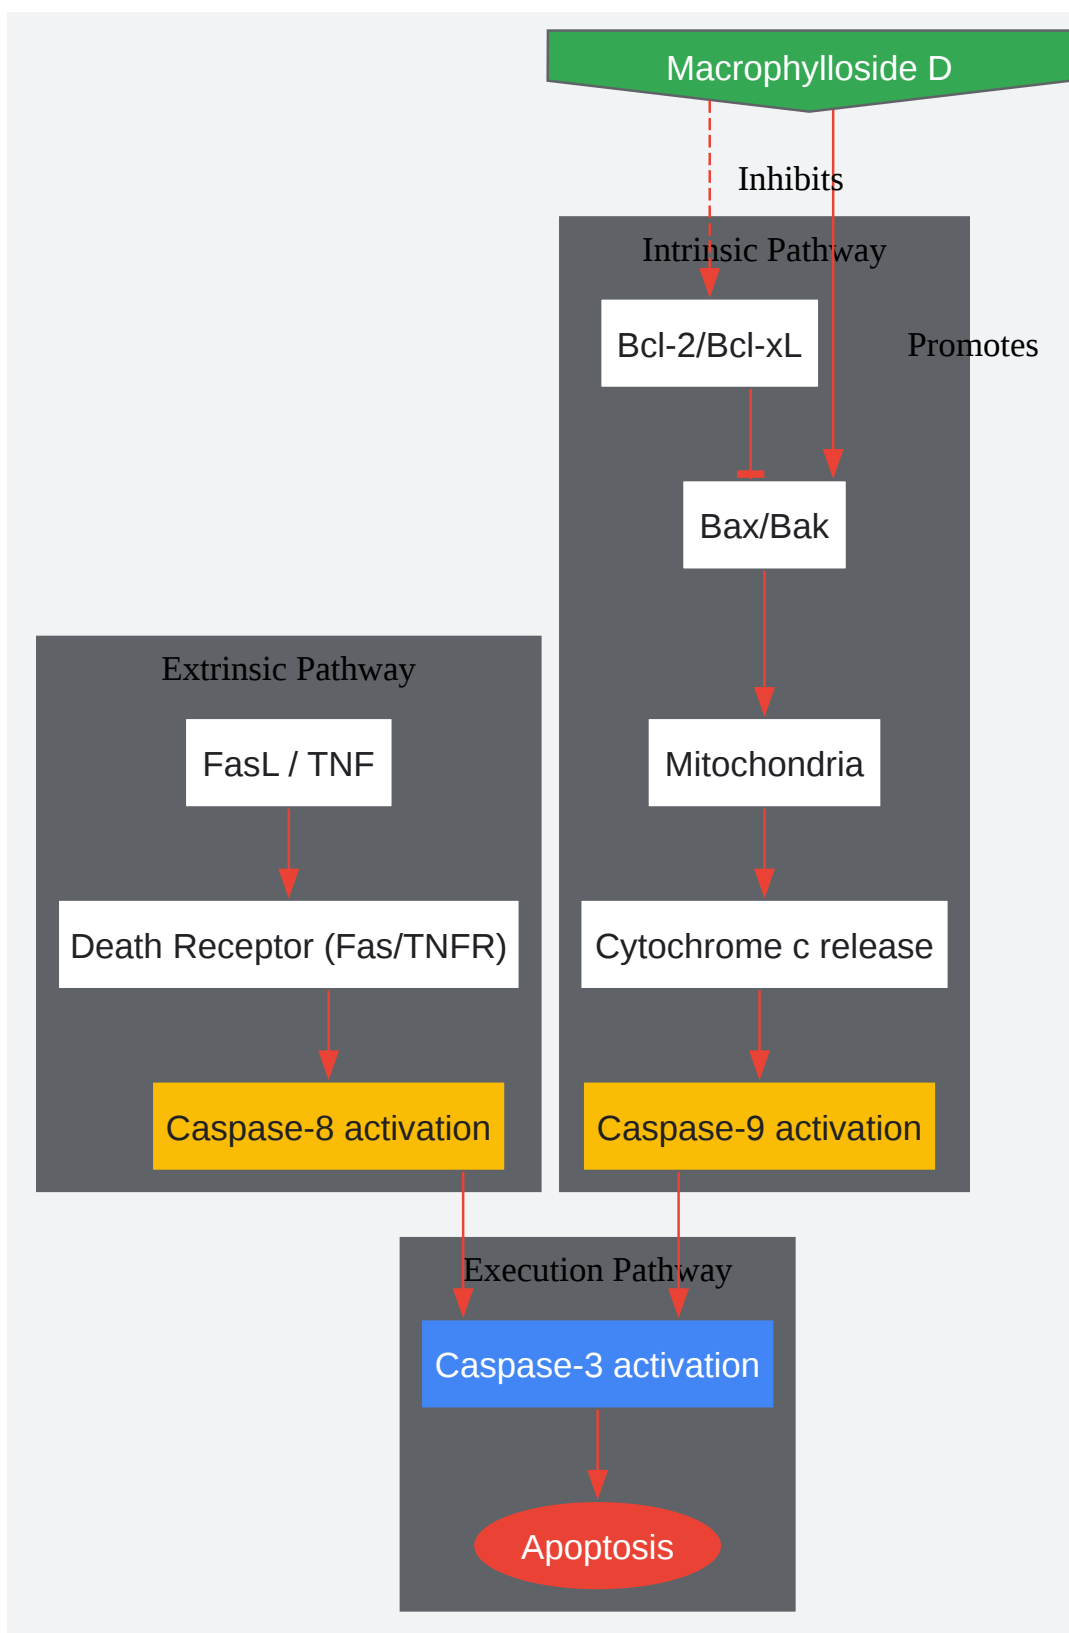 Macrophylloside D
Inhibits
Intrinsic Pathway
Bcl-2/Bcl-xL
Promotes
Bax/Bak
Extrinsic Pathway
FasL / TNF
Mitochondria
Death Receptor (Fas/TNFR)
Cytochrome c release
Caspase-8 activation
Caspase-9 activation
Execution Pathway
Caspase-3 activation
Apoptosis